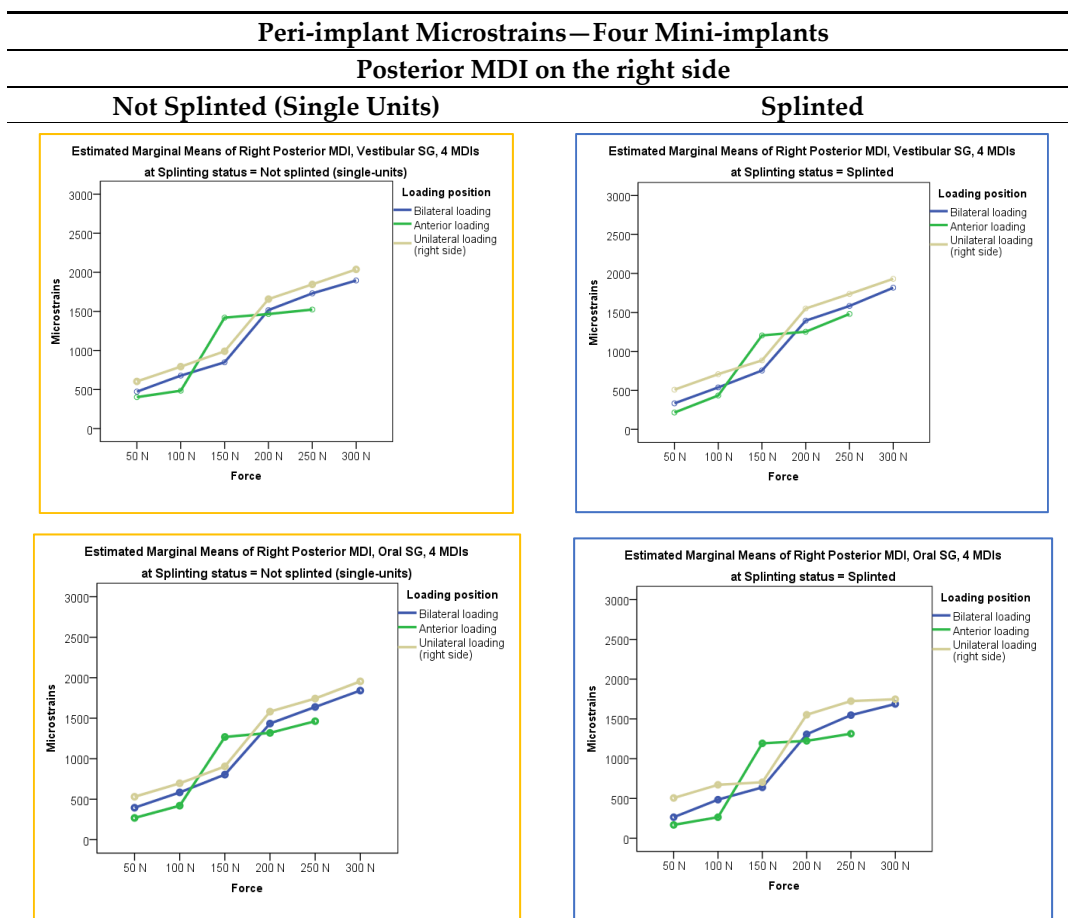 Peri-implant Microstrains—Four Mini-implants
Posterior MDI on the right side
Not Splinted (Single Units)
Splinted
Estimated Marginal Means of Right Posterior MDI, Vestibular SG, 4 MDIs
at Splinting status = Not splinted (single-units)
Loading position
Bilateral loading
Anterior loading
Unilateral loading
(right side)
3000
2500
2000
1500
1000
500
0
Microstrains
50 N 100 N 150 N 200 N 250 N 300 N
Force
Estimated Marginal Means of Right Posterior MDI, Vestibular SG, 4 MDIs
at Splinting status = Splinted
Loading position
Bilateral loading
Anterior loading
Unilateral loading
(right side)
3000
2500
2000
1500
1000
500
0
Microstrains
50 N 100 N 150 N 200 N 250 N 300 N
Force
Estimated Marginal Means of Right Posterior MDI, Oral SG, 4 MDIs
at Splinting status = Not splinted (single-units)
Loading position
Bilateral loading
Anterior loading
Unilateral loading
(right side)
3000
2500
2000
1500
1000
500
0
Microstrains
50 N 100 N 150 N 200 N 250 N 300 N
Force
Estimated Marginal Means of Right Posterior MDI, Oral SG, 4 MDIs
at Splinting status = Splinted
Loading position
Bilateral loading
Anterior loading
Unilateral loading
(right side)
3000
2500
2000
1500
1000
500
0
Microstrains
50 N 100 N 150 N 200 N 250 N 300 N
Force